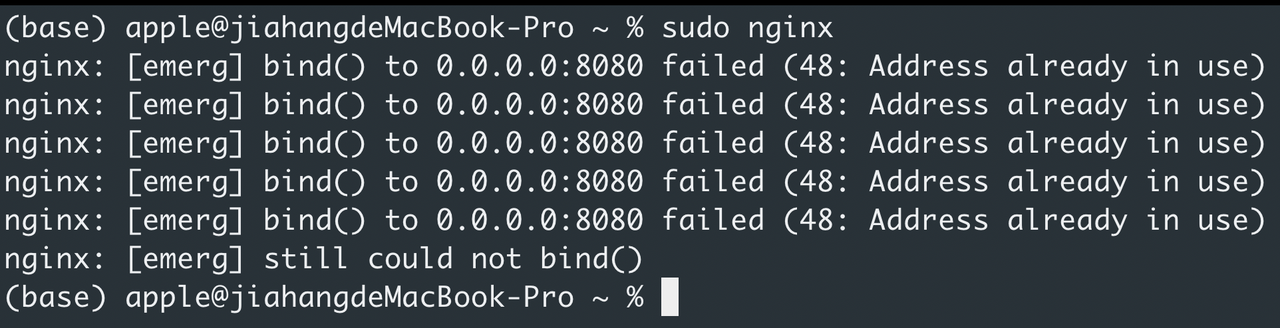 (base) apple@jiahangdeMacBook-Pro ~ % sudo nginx
nginx: [emerg] bind() to 0.0.0.0:8080 failed (48: Address already in use)
nginx: [emerg] bind() to 0.0.0.0:8080 failed (48: Address already in use)
nginx: [emerg] bind() to 0.0.0.0:8080 failed (48: Address already in use)
nginx: [emerg] bind() to 0.0.0.0:8080 failed (48: Address already in use)
nginx: [emerg] bind() to 0.0.0.0:8080 failed (48: Address already in use)
nginx: [emerg] still could not bind()
(base) apple@jiahangdeMacBook-Pro ~ %